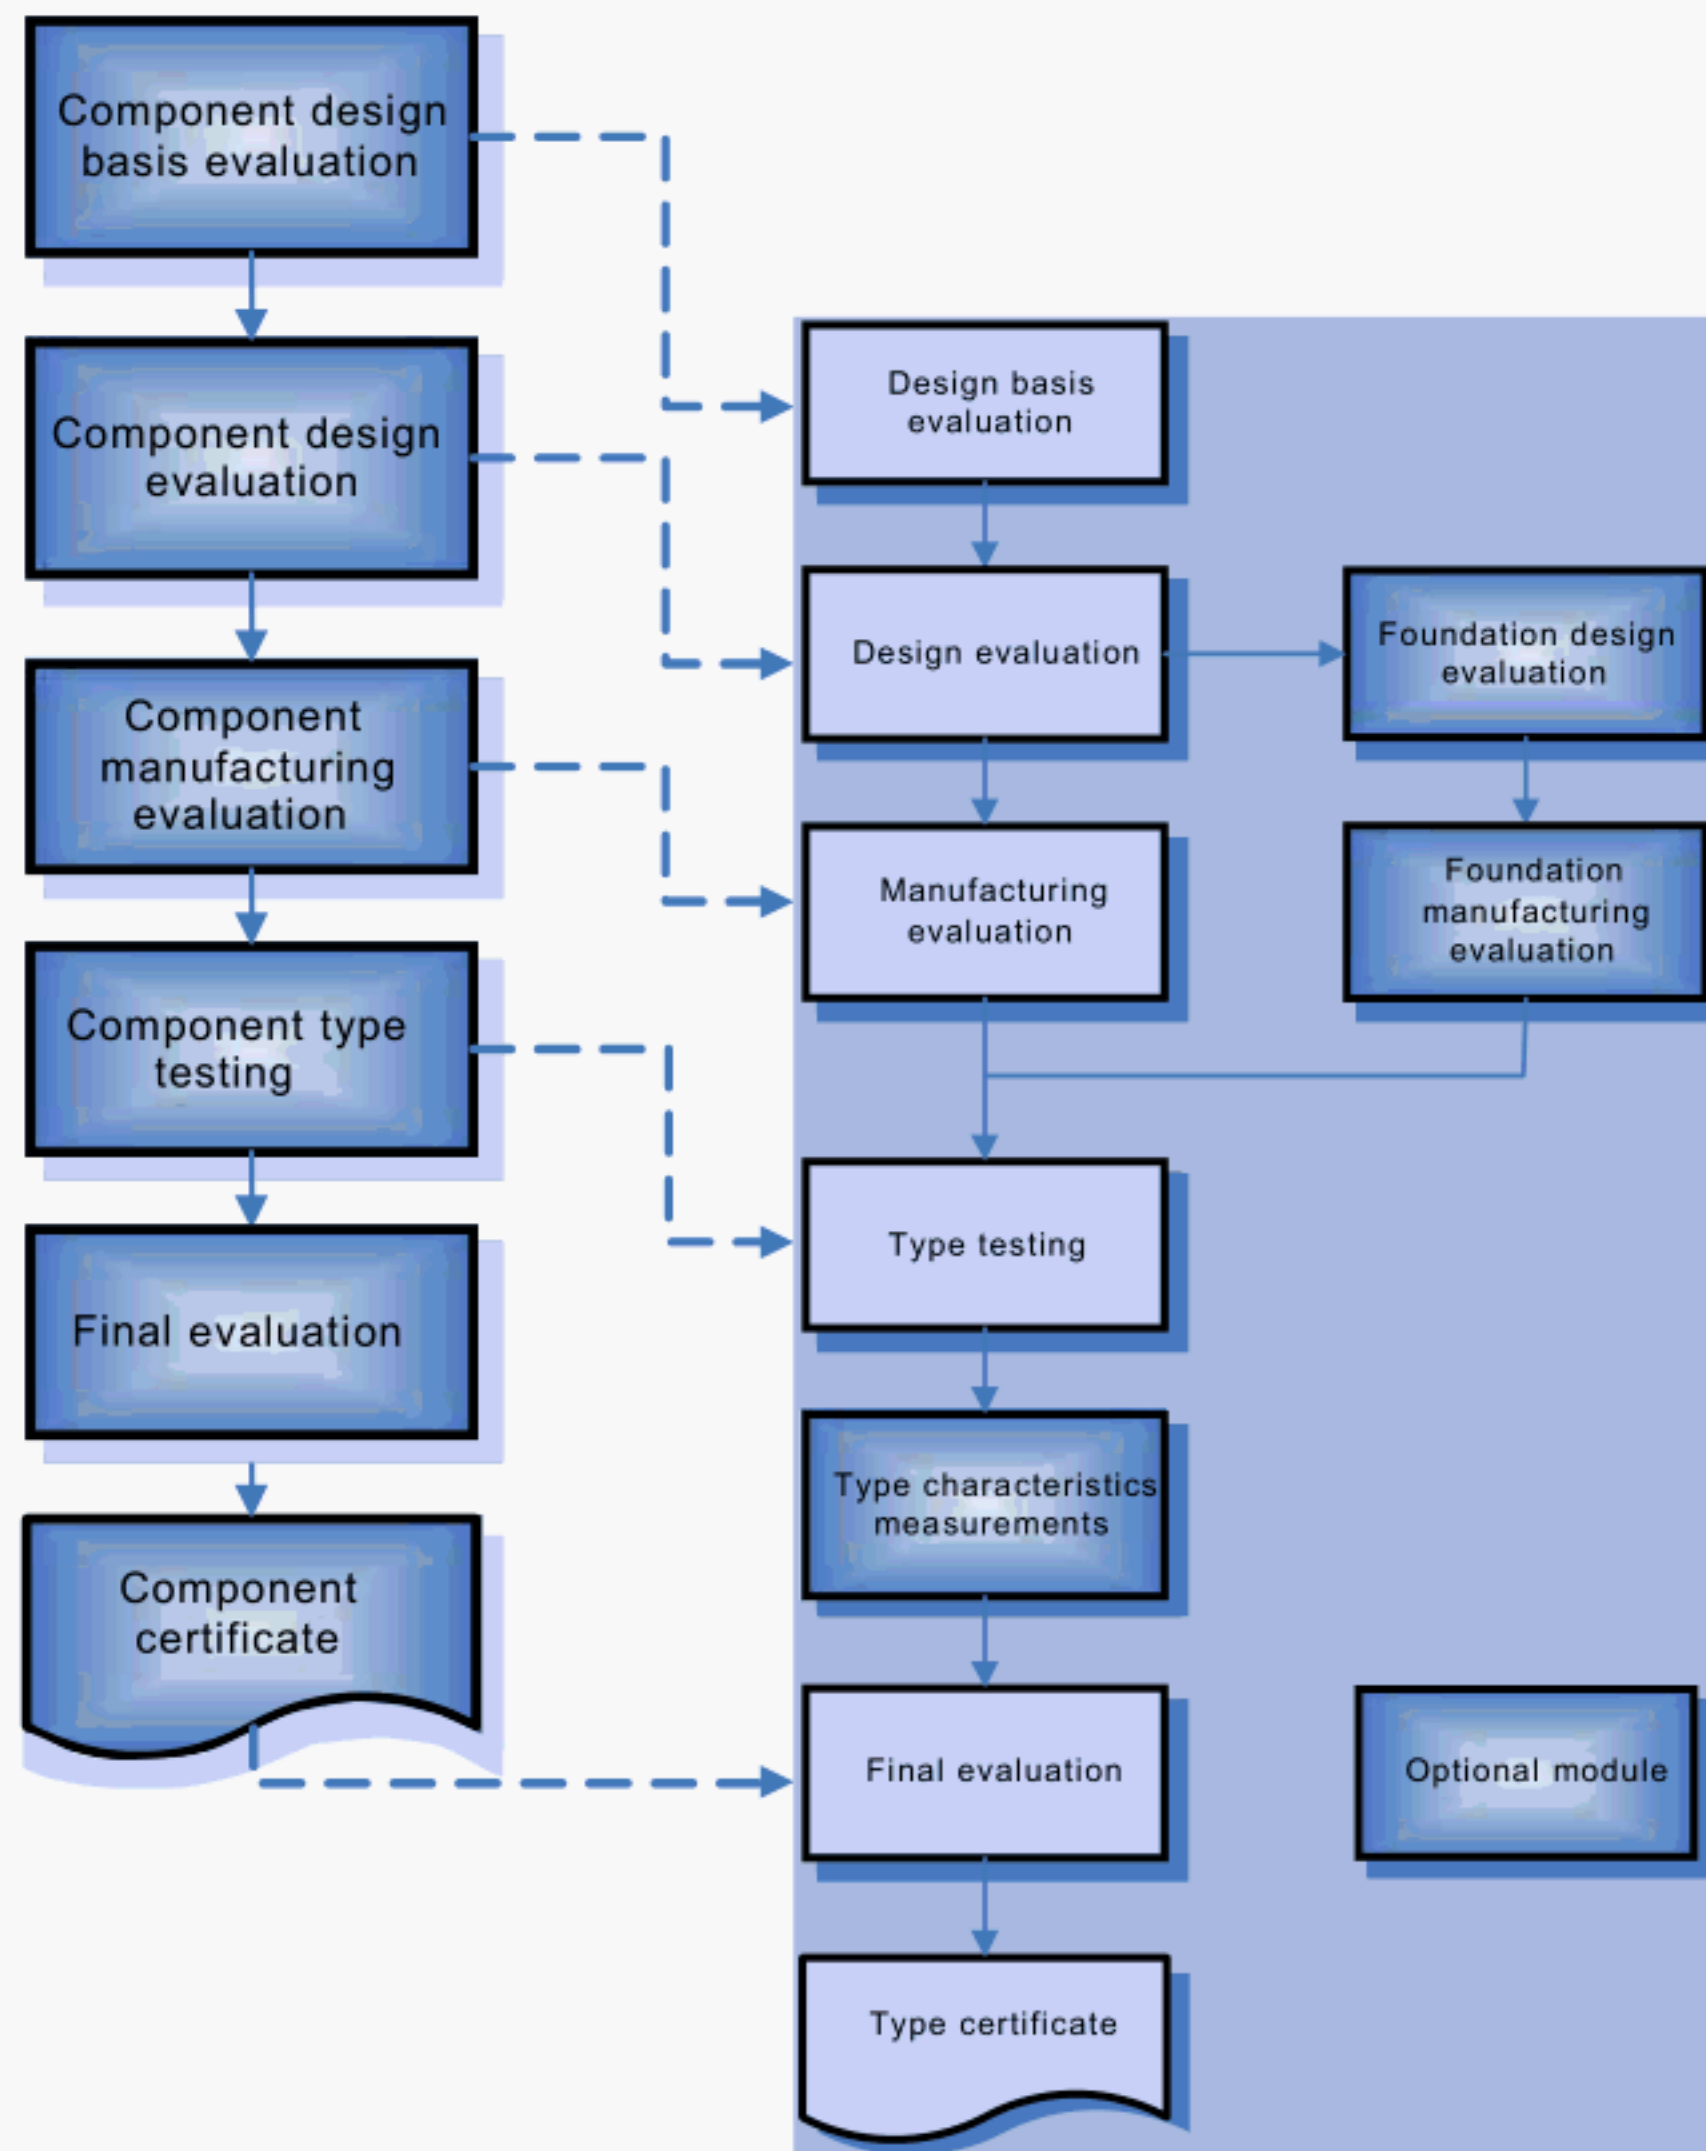 Component design
basis evaluation
Component design
evaluation
Component
manufacturing
evaluation
Component type
testing
Final evaluation
Component
certificate
Design basis
evaluation
Design evaluation
Foundation design
evaluation
Manufacturing
evaluation
Foundation
manufacturing
evaluation
Type testing
Type characteristics
measurements
Final evaluation
Optional module
Type certificate